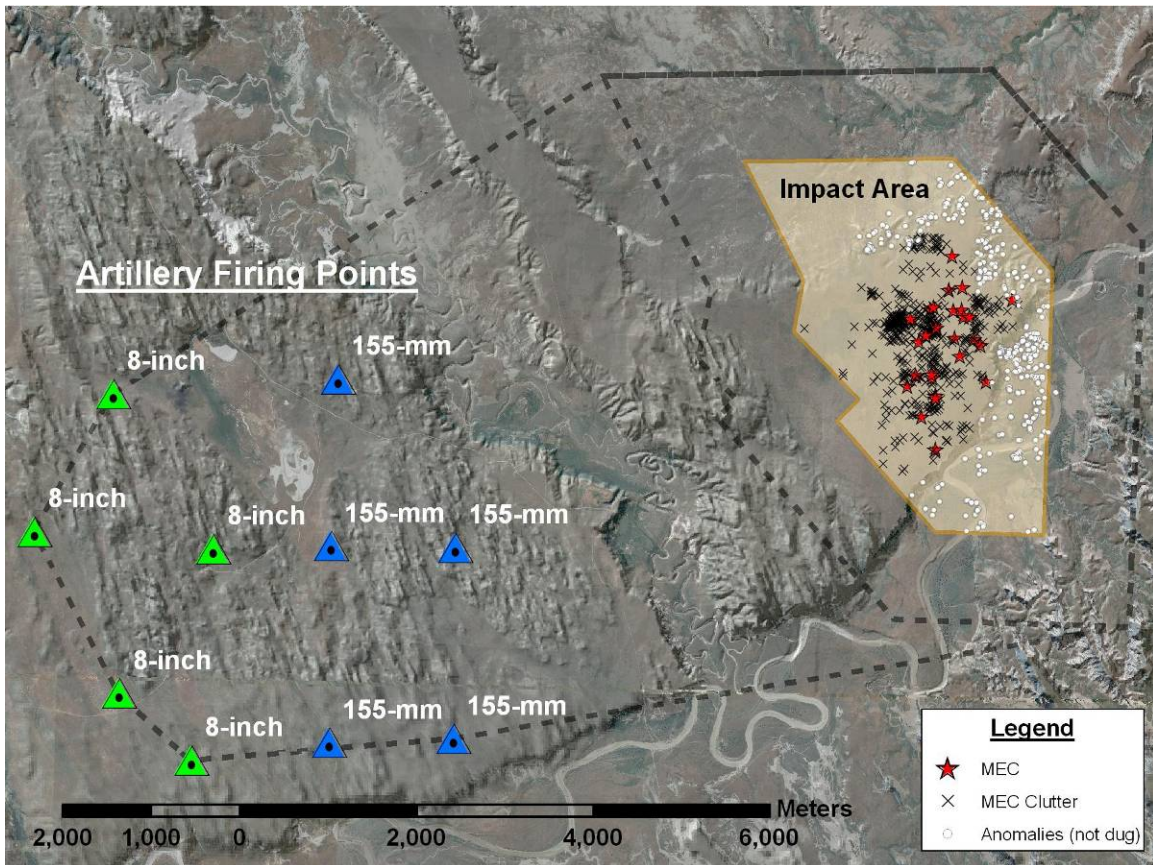 Impact Area
Artillery Firing Points
155-mm
8-inch
8-inch
8-inch
155-mm
155-mm
8-inch
8-inch
155-mm
155-mm
Legend
MEC
MEC Clutter
Anomalies (not dug)
Meters
2,000 1,000 0 2,000 4,000 6,000